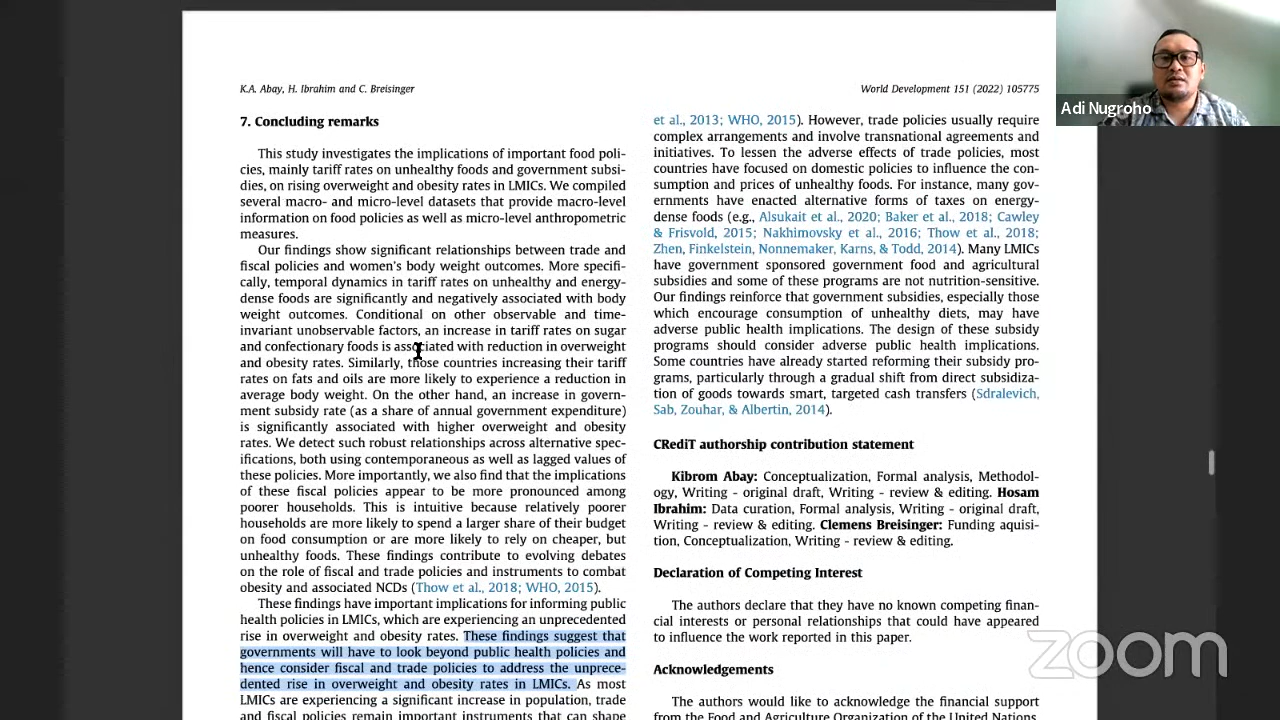 K.A. Abay, H. Ibrahim and C. Breisinger
World Development 151 (2022) 105775
7. Concluding remarks
This study investigates the implications of important food poli-
cies, mainly tariff rates on unhealthy foods and government subsi-
dies, on rising overweight and obesity rates in LMICs. We compiled
several macro- and micro-level datasets that provide macro-level
information on food policies as well as micro-level anthropometric
measures.
Our findings show significant relationships between trade and
fiscal policies and women's body weight outcomes. More specifi-
cally, temporal dynamics in tariff rates on unhealthy and energy-
dense foods are significantly and negatively associated with body
weight outcomes. Conditional on other observable and time-
invariant unobservable factors, an increase in tariff rates on sugar
and confectionary foods is associated with reduction in overweight
and obesity rates. Similarly, those countries increasing their tariff
rates on fats and oils are more likely to experience a reduction in
average body weight. On the other hand, an increase in govern-
ment subsidy rate (as a share of annual government expenditure)
is significantly associated with higher overweight and obesity
rates. We detect such robust relationships across alternative spec-
ifications, both using contemporaneous as well as lagged values of
these policies. More importantly, we also find that the implications
of these fiscal policies appear to be more pronounced among
poorer households. This is intuitive because relatively poorer
households are more likely to spend a larger share of their budget
on food consumption or are more likely to rely on cheaper, but
unhealthy foods. These findings contribute to evolving debates
on the role of fiscal and trade policies and instruments to combat
obesity and associated NCDs (Thow et al., 2018; WHO, 2015).
These findings have important implications for informing public
health policies in LMICs, which are experiencing an unprecedented
rise in overweight and obesity rates. These findings suggest that
governments will have to look beyond public health policies and
hence consider fiscal and trade policies to address the unprece-
dented rise in overweight and obesity rates in LMICs. As most
LMICs are experiencing a significant increase in population, trade
and fiscal policies remain important instruments that can shape
et al., 2013; WHO, 2015). However, trade policies usually require
complex arrangements and involve transnational agreements and
initiatives. To lessen the adverse effects of trade policies, most
countries have focused on domestic policies to influence the con-
sumption and prices of unhealthy foods. For instance, many gov-
ernments have enacted alternative forms of taxes on energy-
dense foods (e.g., Alsukait et al., 2020; Baker et al., 2018; Cawley
& Frisvold, 2015; Nakhimovsky et al., 2016; Thow et al., 2018;
Zhen, Finkelstein, Nonnemaker, Karns, & Todd, 2014). Many LMICs
have government sponsored government food and agricultural
subsidies and some of these programs are not nutrition-sensitive.
Our findings reinforce that government subsidies, especially those
which encourage consumption of unhealthy diets, may have
adverse public health implications. The design of these subsidy
programs should consider adverse public health implications.
Some countries have already started reforming their subsidy pro-
grams, particularly through a gradual shift from direct subsidiza-
tion of goods towards smart, targeted cash transfers (Sdralevich,
Sab, Zouhar, & Albertin, 2014).
CRediT authorship contribution statement
Kibrom Abay: Conceptualization, Formal analysis, Methodol-
ogy, Writing - original draft, Writing - review & editing. Hosam
Ibrahim: Data curation, Formal analysis, Writing - original draft,
Writing - review & editing. Clemens Breisinger: Funding aquisi-
tion, Conceptualization, Writing - review & editing.
Declaration of Competing Interest
The authors declare that they have no known competing finan-
cial interests or personal relationships that could have appeared
to influence the work reported in this paper.
Acknowledgements
The authors would like to acknowledge the financial support
from the Food and Agriculture Organization of the United Nations,
Adi Nugroho
zoom